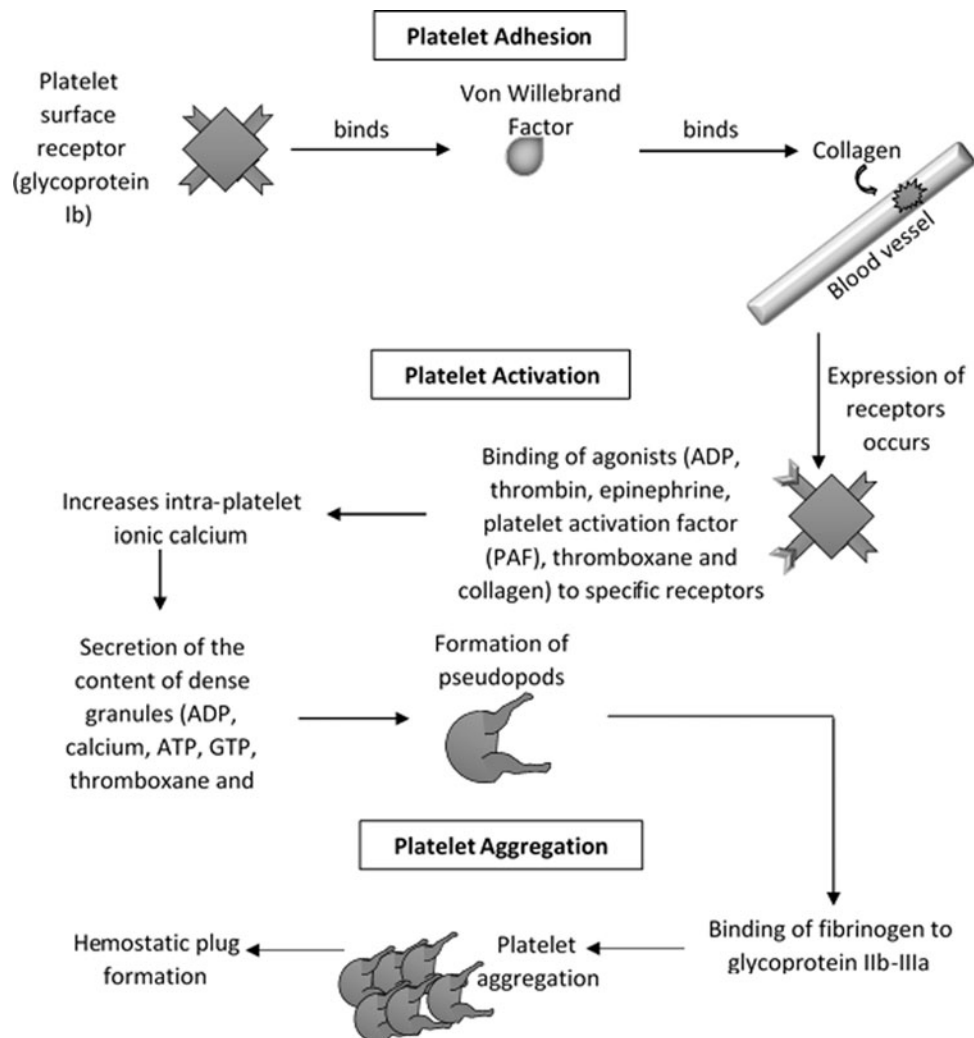 Platelet Adhesion
Platelet
surface
receptor
(glycoprotein
Ib)
binds
Von Willebrand
Factor
binds
Collagen
Blood vessel
Platelet Activation
Expression of
receptors
occurs
Binding of agonists (ADP,
thrombin, epinephrine,
platelet activation factor
(PAF), thromboxane and
collagen) to specific receptors
Increases intra-platelet
ionic calcium
Secretion of the
content of dense
granules (ADP,
calcium, ATP, GTP,
thromboxane and
Formation of
pseudopods
Platelet Aggregation
Binding of fibrinogen to
glycoprotein IIb-IIIa
Platelet
aggregation
Hemostatic plug
formation